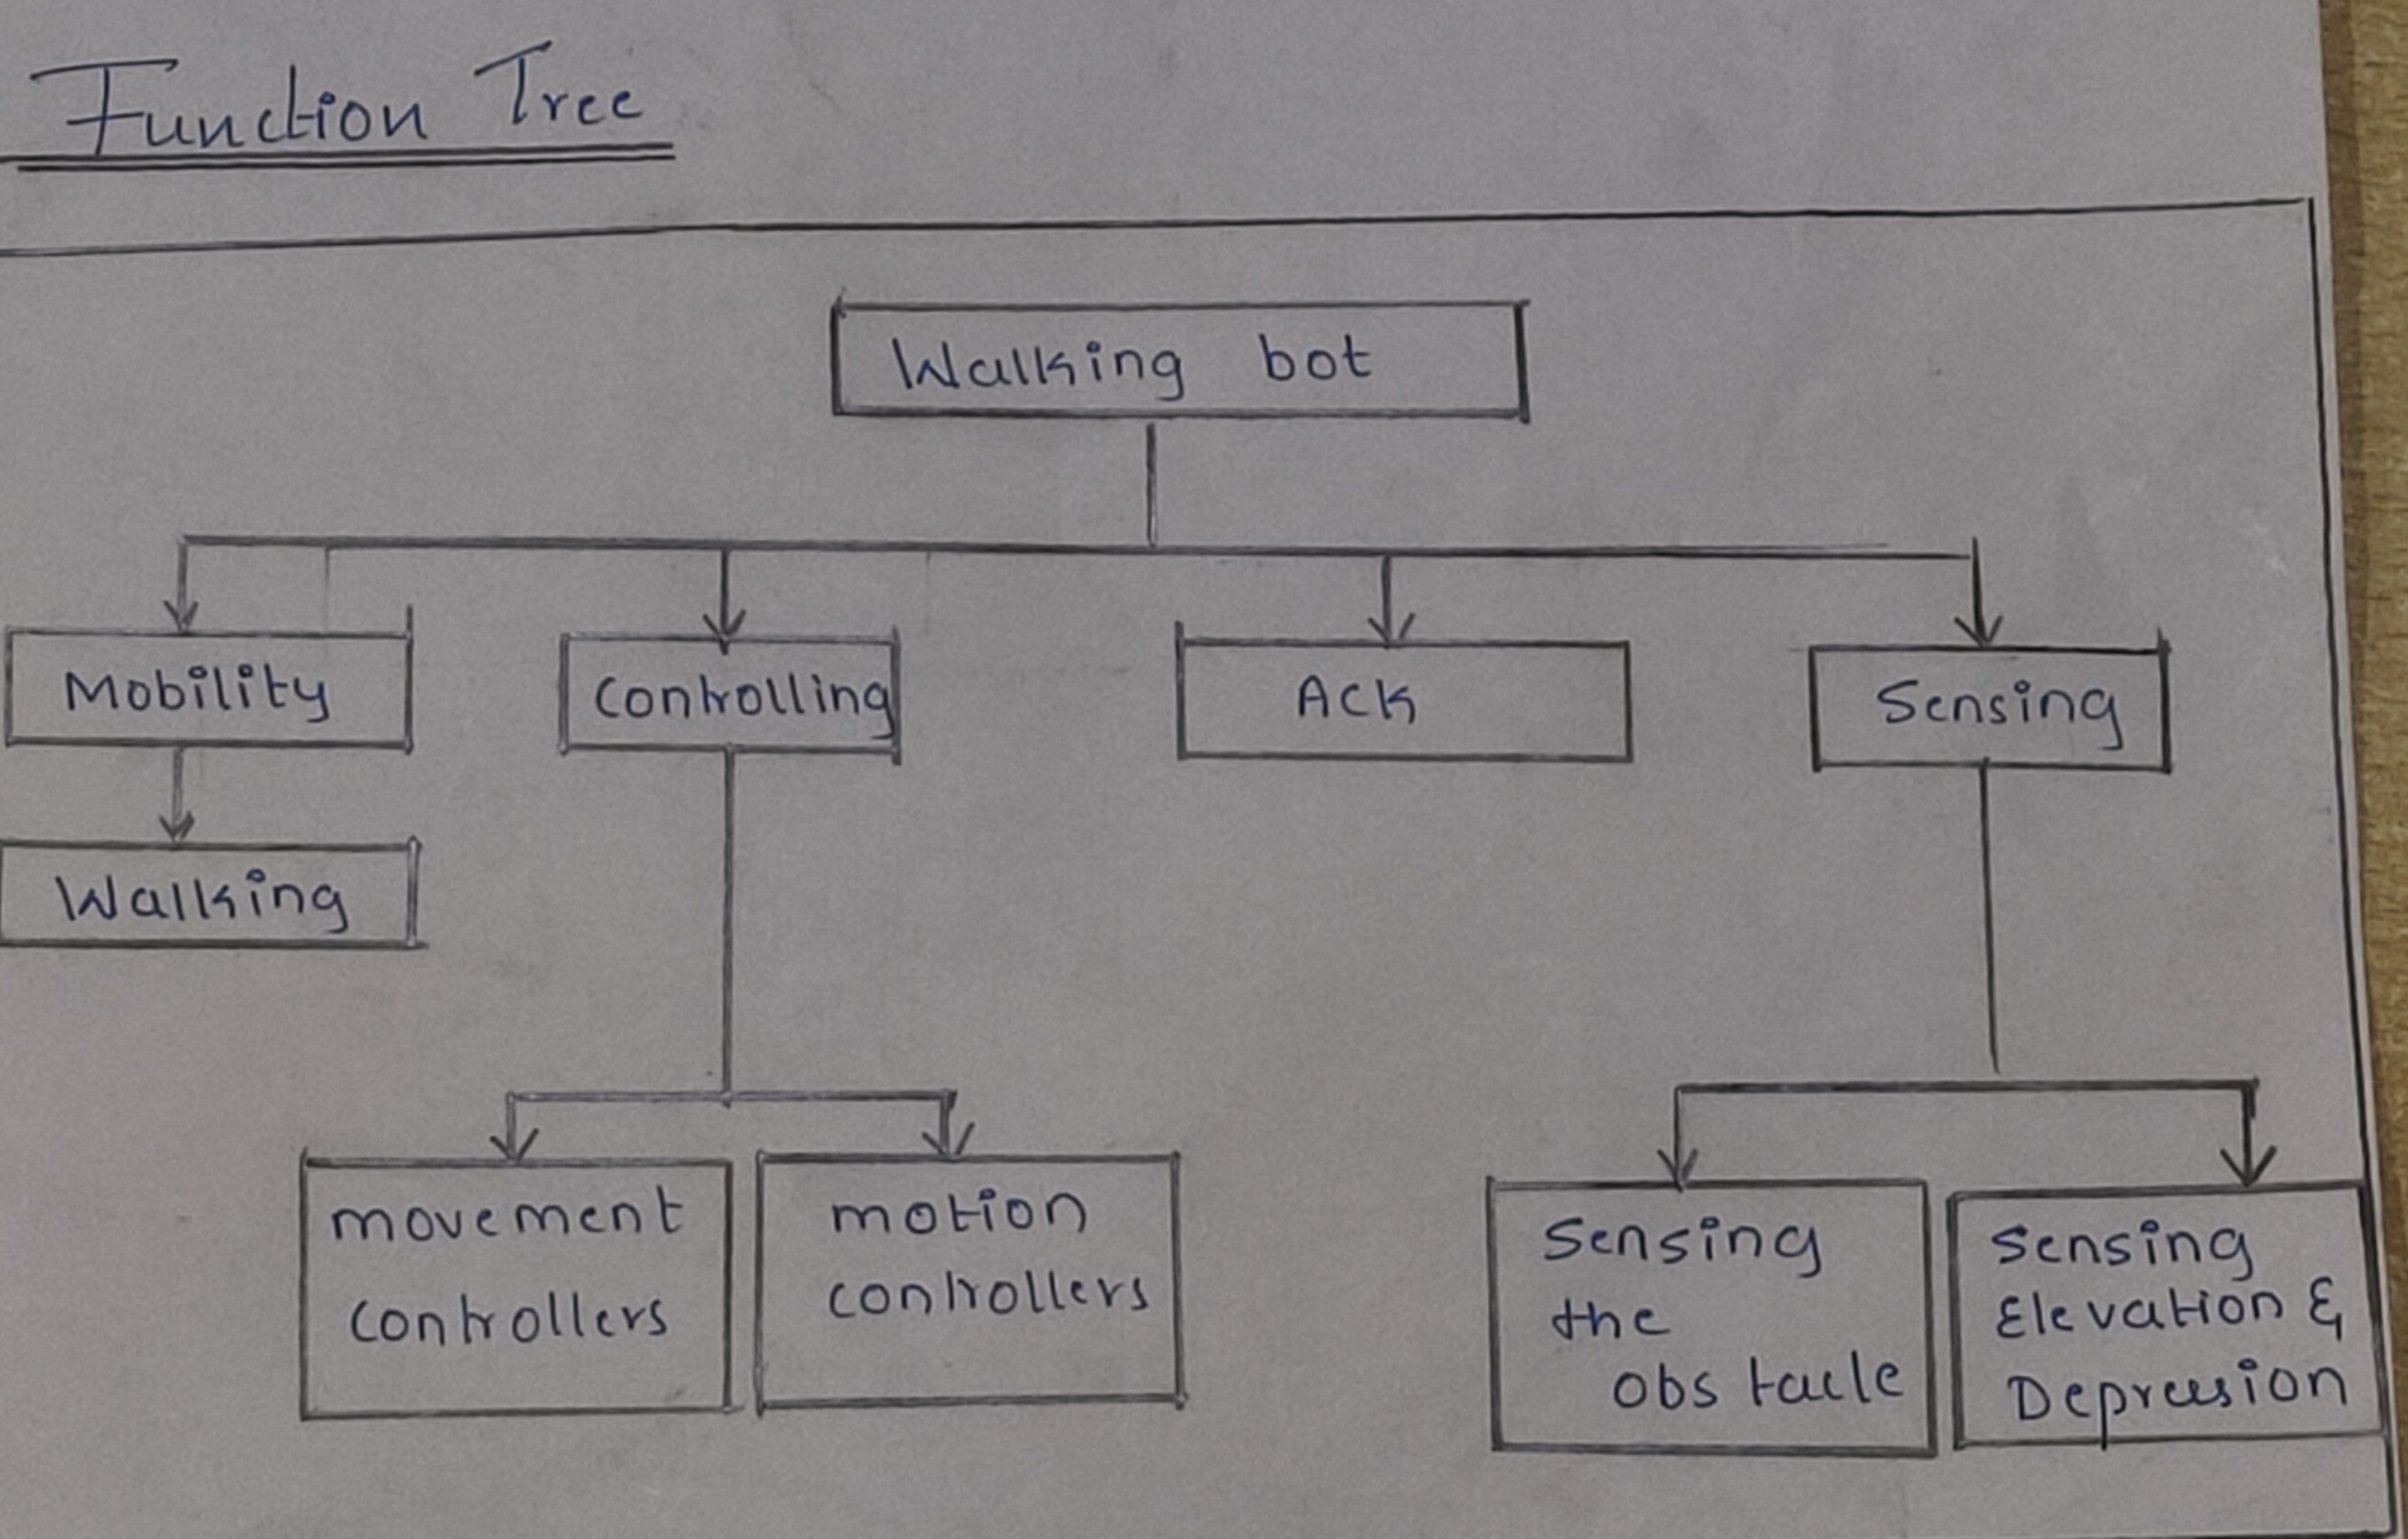 Function Tree
Walking bot
Mobility
Controlling
Ack
Sensing
Walking
movement
controllers
motion
controllers
Sensing
the
obstacle
Sensing
Elevation &
Depression